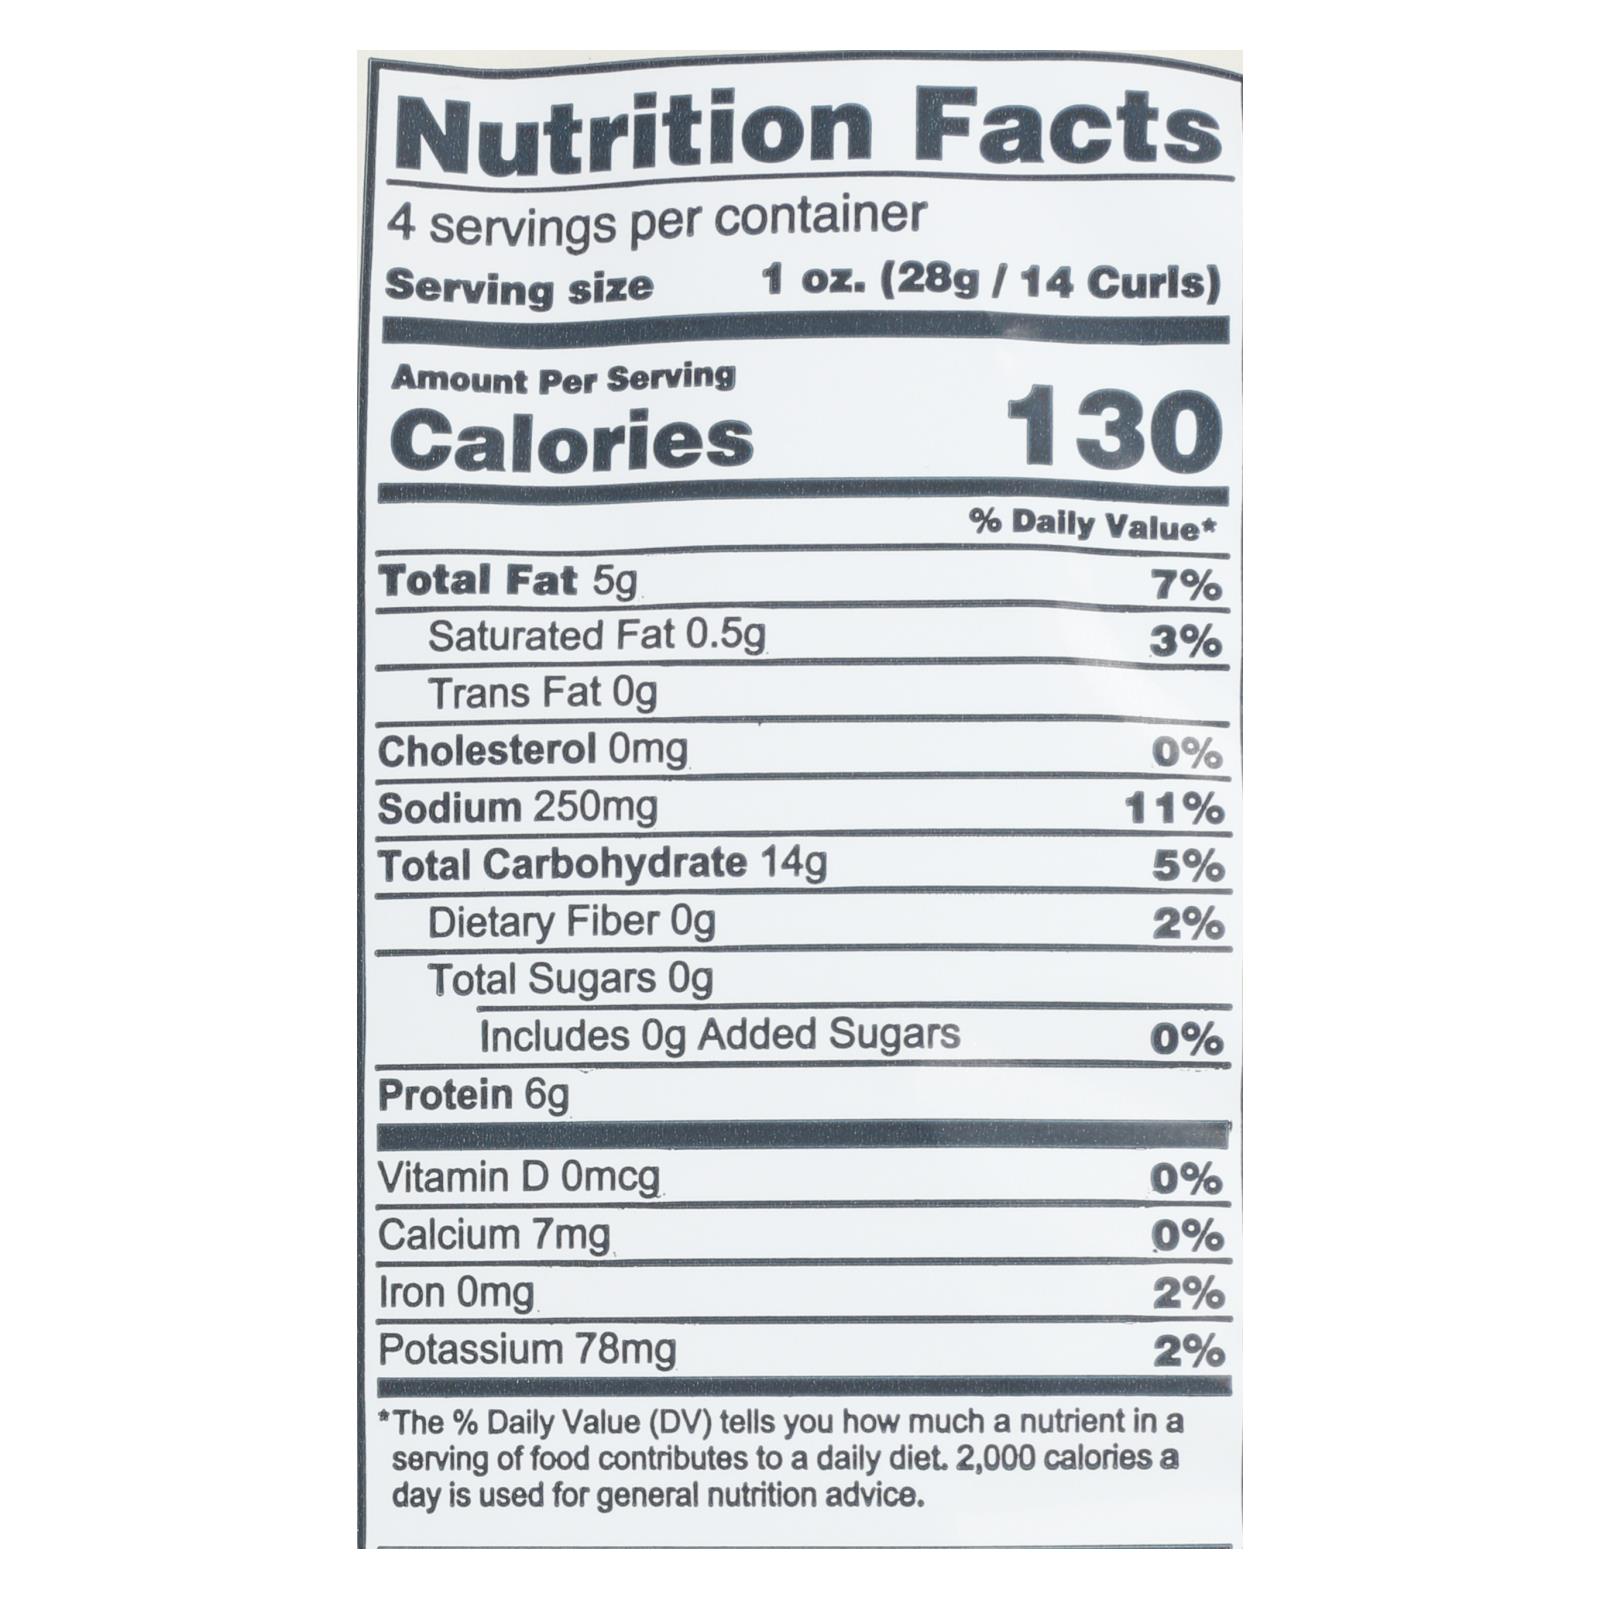 Nutrition Facts
4 servings per container
Serving size 1 oz. (28g / 14 Curls)
Amount Per Serving
Calories 130
% Daily Value*
Total Fat 5g 7%
Saturated Fat 0.5g 3%
Trans Fat 0g
Cholesterol 0mg 0%
Sodium 250mg 11%
Total Carbohydrate 14g 5%
Dietary Fiber 0g 2%
Total Sugars 0g
Includes 0g Added Sugars 0%
Protein 6g
Vitamin D 0mcg 0%
Calcium 7mg 0%
Iron 0mg 2%
Potassium 78mg 2%
*The % Daily Value (DV) tells you how much a nutrient in a
serving of food contributes to a daily diet. 2,000 calories a
day is used for general nutrition advice.